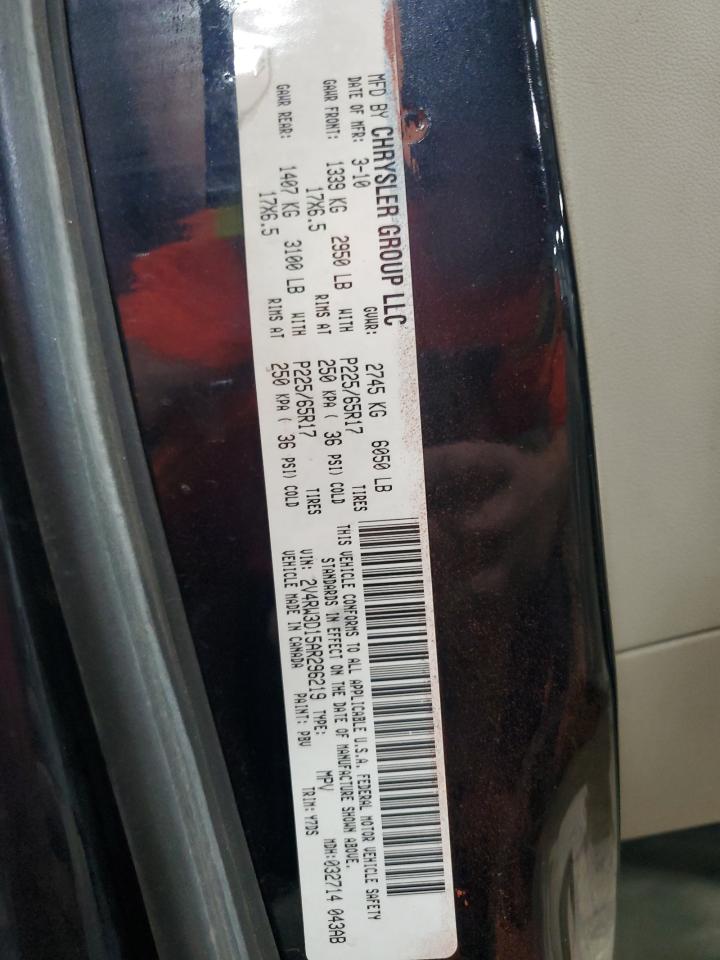 MFD BY CHRYSLER GROUP LLC
DATE OF MFR: 3-10 GVWR: 2745 KG 6050 LB
GAWR FRONT: 1339 KG 2950 LB WITH P225/65R17 TIRES
17X6.5 RIMS AT 250 KPA ( 36 PSI) COLD
GAWR REAR: 1407 KG 3100 LB WITH P225/65R17 TIRES
17X6.5 RIMS AT 250 KPA ( 36 PSI) COLD
THIS VEHICLE CONFORMS TO ALL APPLICABLE U.S.A. FEDERAL MOTOR VEHICLE SAFETY
STANDARDS IN EFFECT ON THE DATE OF MANUFACTURE SHOWN ABOVE.
VIN: 2V4RW3D15AR296219 TYPE: MPV MDH:032714 043AB
VEHICLE MADE IN CANADA PAINT: PBV TRIM: Y7DS